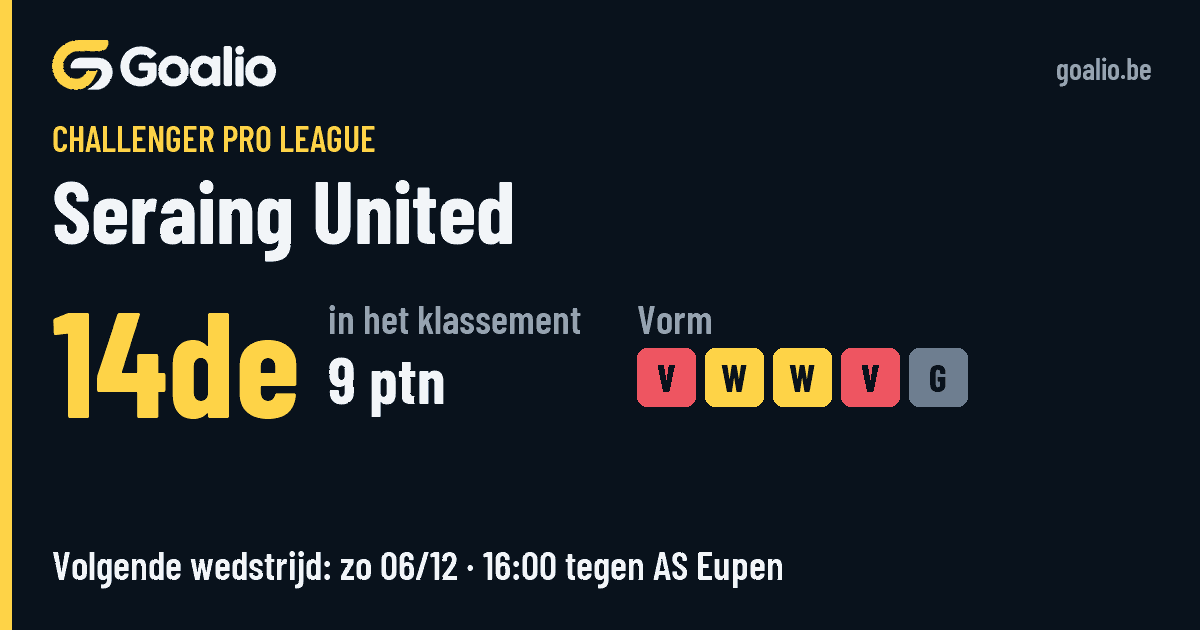 Goalio
goalio.be
CHALLENGER PRO LEAGUE
Seraing United
14de
in het klassement
9 ptn
Vorm
V W W V G
Volgende wedstrijd: zo 06/12 · 16:00 tegen AS Eupen